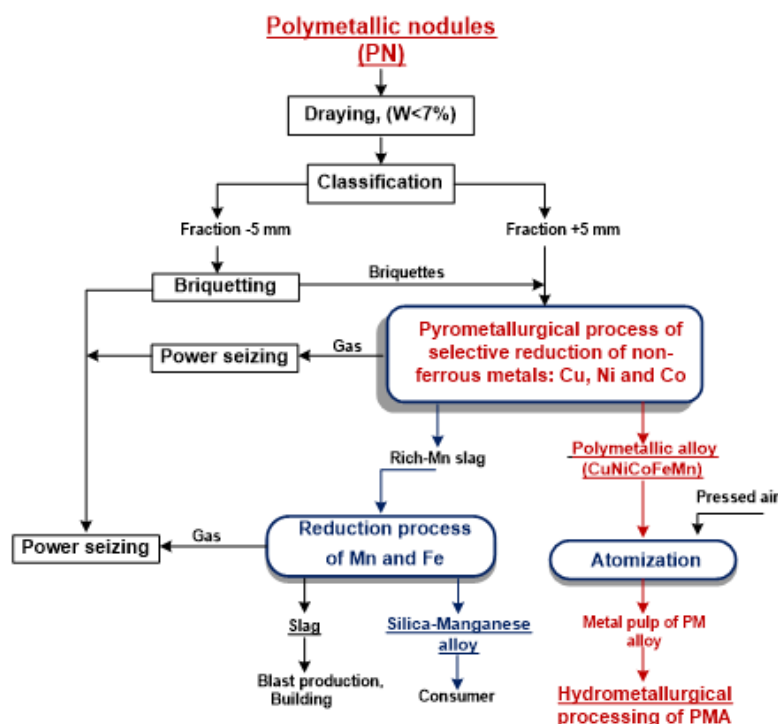 Polymetallic nodules
(PN)
Draying, (W<7%)
Classification
Fraction -5 mm
Fraction +5 mm
Briquetting
Briquettes
Pyrometallurgical process of
selective reduction of non-
ferrous metals: Cu, Ni and Co
Gas
Power seizing
Rich-Mn slag
Polymetallic alloy
(CuNiCoFeMn)
Pressed air
Reduction process
of Mn and Fe
Gas
Power seizing
Atomization
Slag
Silica-Manganese
alloy
Metal pulp of PM
alloy
Blast production,
Building
Consumer
Hydrometallurgical
processing of PMA